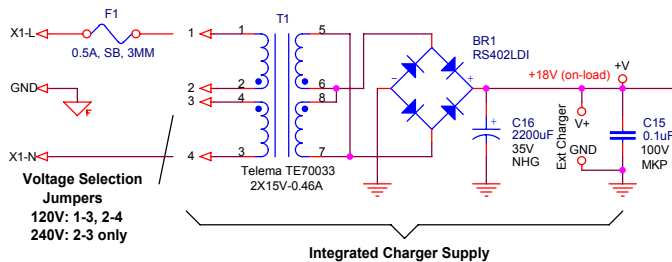 F1
X1-L
0.5A, SB, 3MM
GND
F
X1-N
Voltage Selection
Jumpers
120V: 1-3, 2-4
240V: 2-3 only
1
2
3
4
T1
1
2
4
3
5
6
8
7
Telema TE70033
2X15V-0.46A
BR1
RS402LDI
-
+
+18V (on-load)
+V
+
C16
2200uF
35V
NHG
Ext Charger
V+
GND
C15
0.1uF
100V
MKP
Integrated Charger Supply